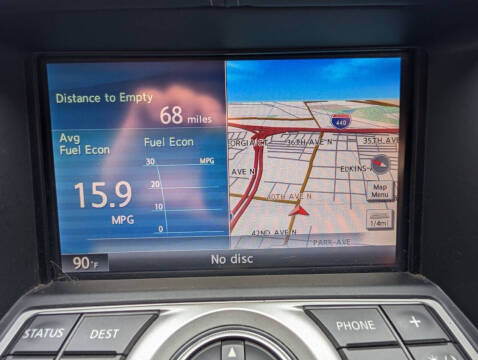 Distance to Empty
68 miles
Avg
Fuel Econ
Fuel Econ
30
MPG
20
10
0
15.9
MPG
440
ORGIA CT
36TH AVE N
35TH
AVE N
ELKINS-A
40TH AVE N
42ND AVE N
PARK-AVE
Map
Menu
1/4mi
90°F
No disc
STATUS
DEST
PHONE
+